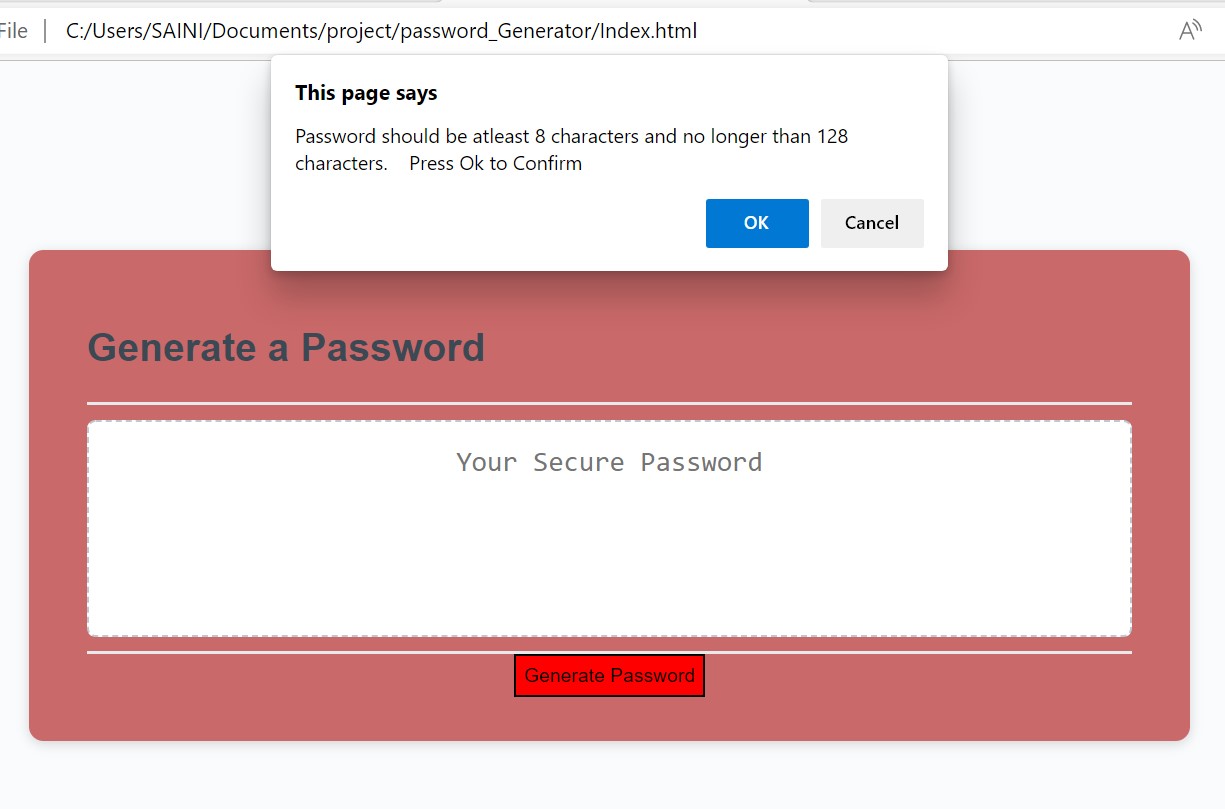 File | C:/Users/SAINI/Documents/project/password_Generator/Index.html A
This page says
Password should be atleast 8 characters and no longer than 128
characters. Press Ok to Confirm
OK Cancel
Generate a Password
Your Secure Password
Generate Password